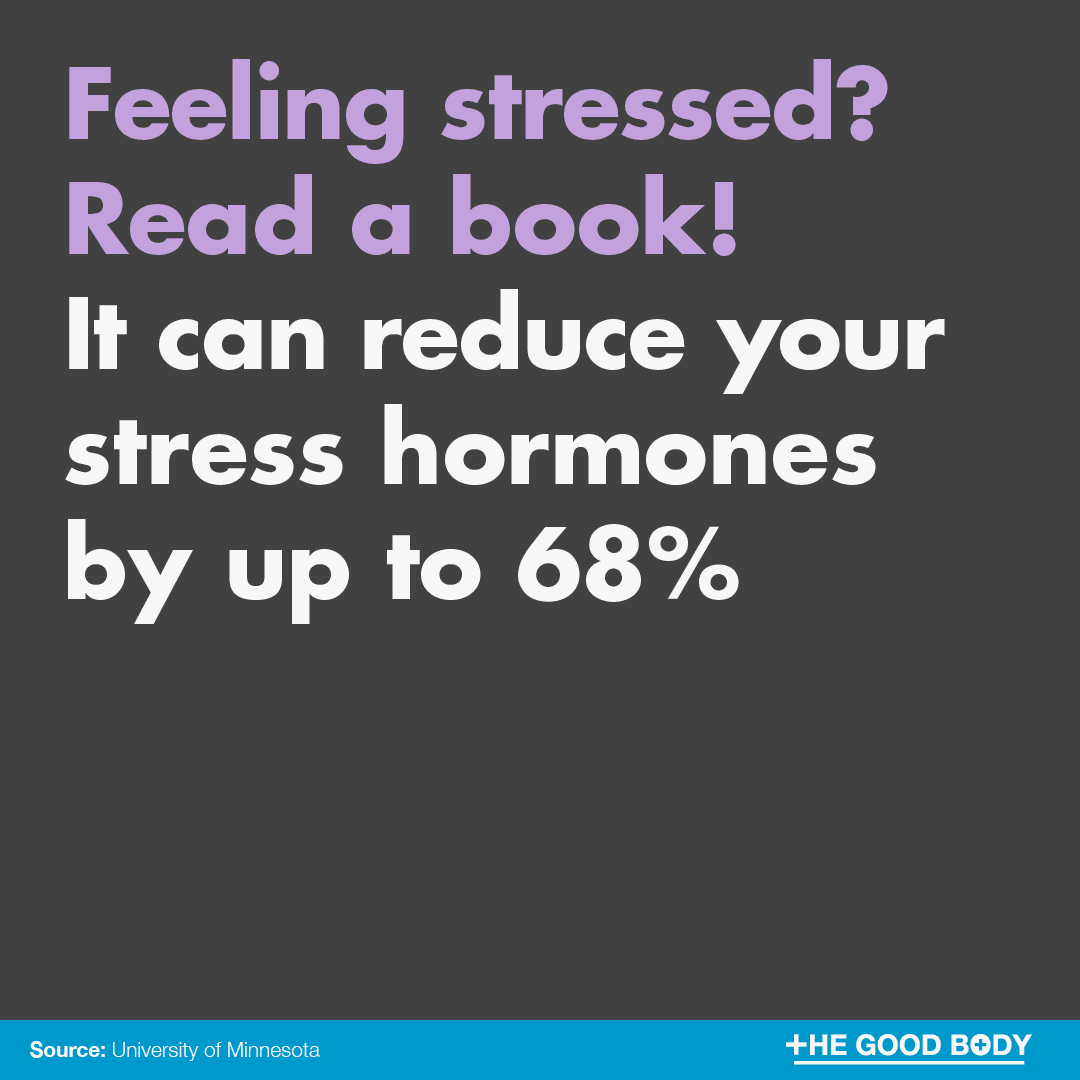 Feeling stressed?
Read a book!
It can reduce your
stress hormones
by up to 68%
Source: University of Minnesota
THE GOOD BODY